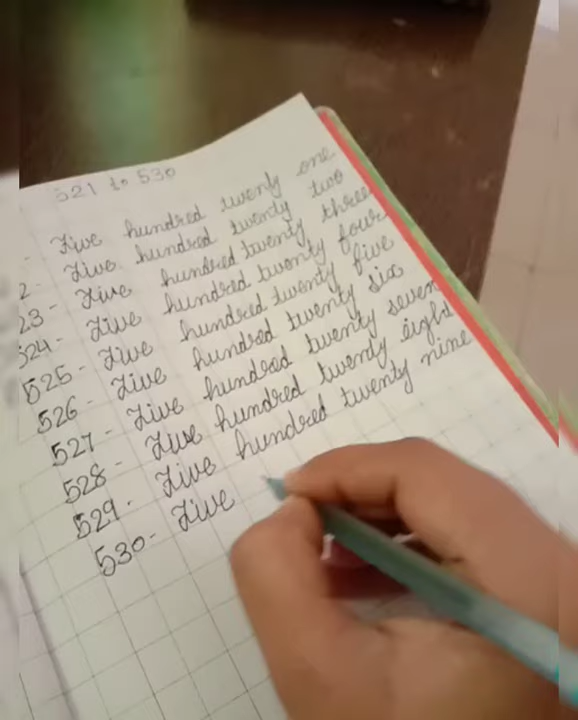 521 to 530
- Five hundred twenty one
2- Five hundred twenty two
23- Five hundred twenty three
524- Five hundred twenty four
525- Five hundred twenty five
526- Five hundred twenty six
527- Five hundred twenty seven
528- Five hundred twenty eight
529- Five hundred twenty nine
530- Five